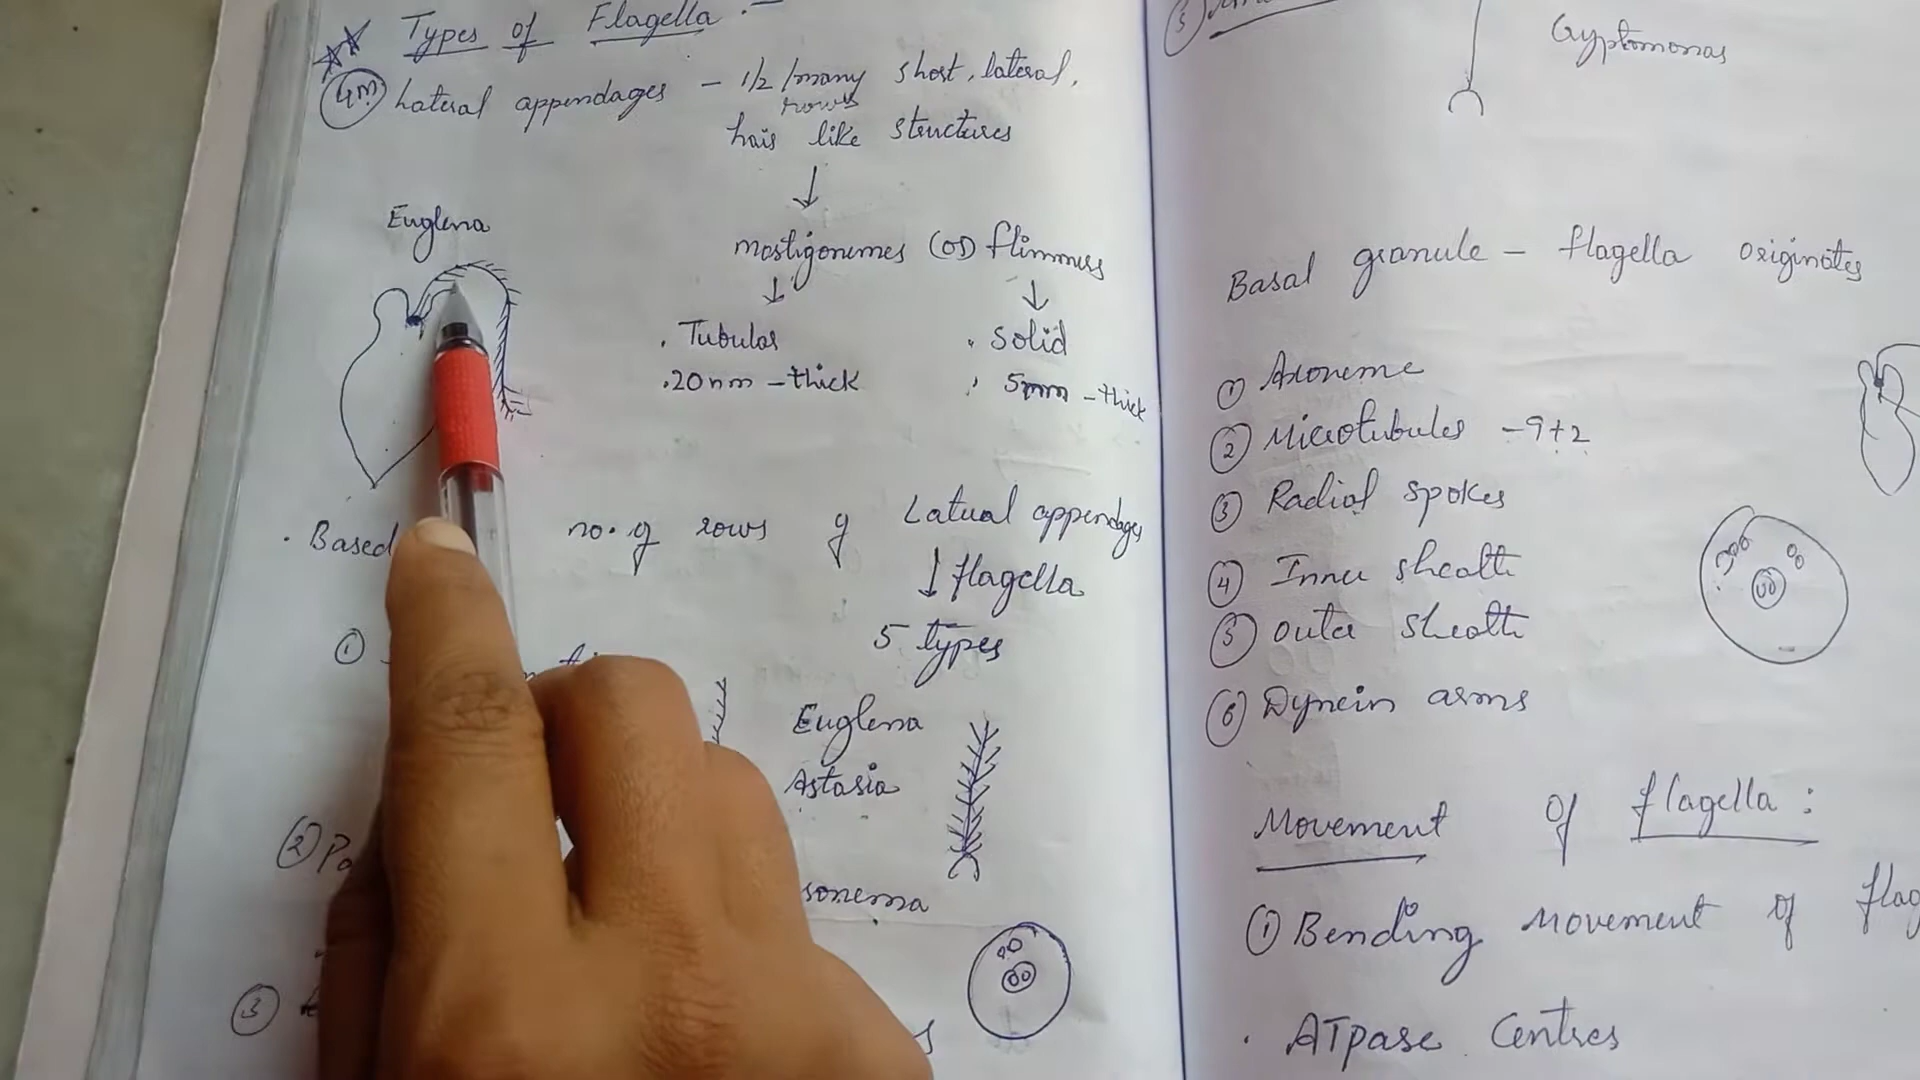 Types of Flagella :-
4m Lateral appendages - 1/2 /many short, lateral,
rows
hair like structures
Euglena
mastigonemes (or) flimmers
. Tubular
. Solid
.20nm - thick
. 5nm - thick
. Based
no. of rows of Lateral appendages
flagella
5 types
①
Euglena
Astasia
② Pa
sonema
③
Cryptomonas
Basal granule - flagella originates
① Axoneme
② Microtubules - 9+2
③ Radial spokes
④ Inner sheath
⑤ outer sheath
⑥ Dynein arms
Movement of flagella :
① Bending Movement of flag
. ATpase Centres